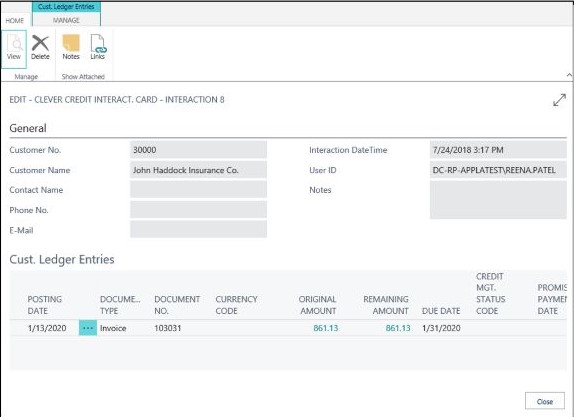 Cust. Ledger Entries
HOME MANAGE
View Delete Notes Links
Manage Show Attached
EDIT - CLEVER CREDIT INTERACT. CARD - INTERACTION 8
General
Customer No. 30000 Interaction DateTime 7/24/2018 3:17 PM
Customer Name John Haddock Insurance Co. User ID DC-RP-APPLATEST\REENA.PATEL
Contact Name Notes
Phone No.
E-Mail
Cust. Ledger Entries
POSTING DATE DOCUME... TYPE DOCUMENT NO. CURRENCY CODE ORIGINAL AMOUNT REMAINING AMOUNT DUE DATE CREDIT MGT. STATUS CODE PROMIS PAYMEN DATE
1/13/2020 ... Invoice 103031 861.13 861.13 1/31/2020
Close